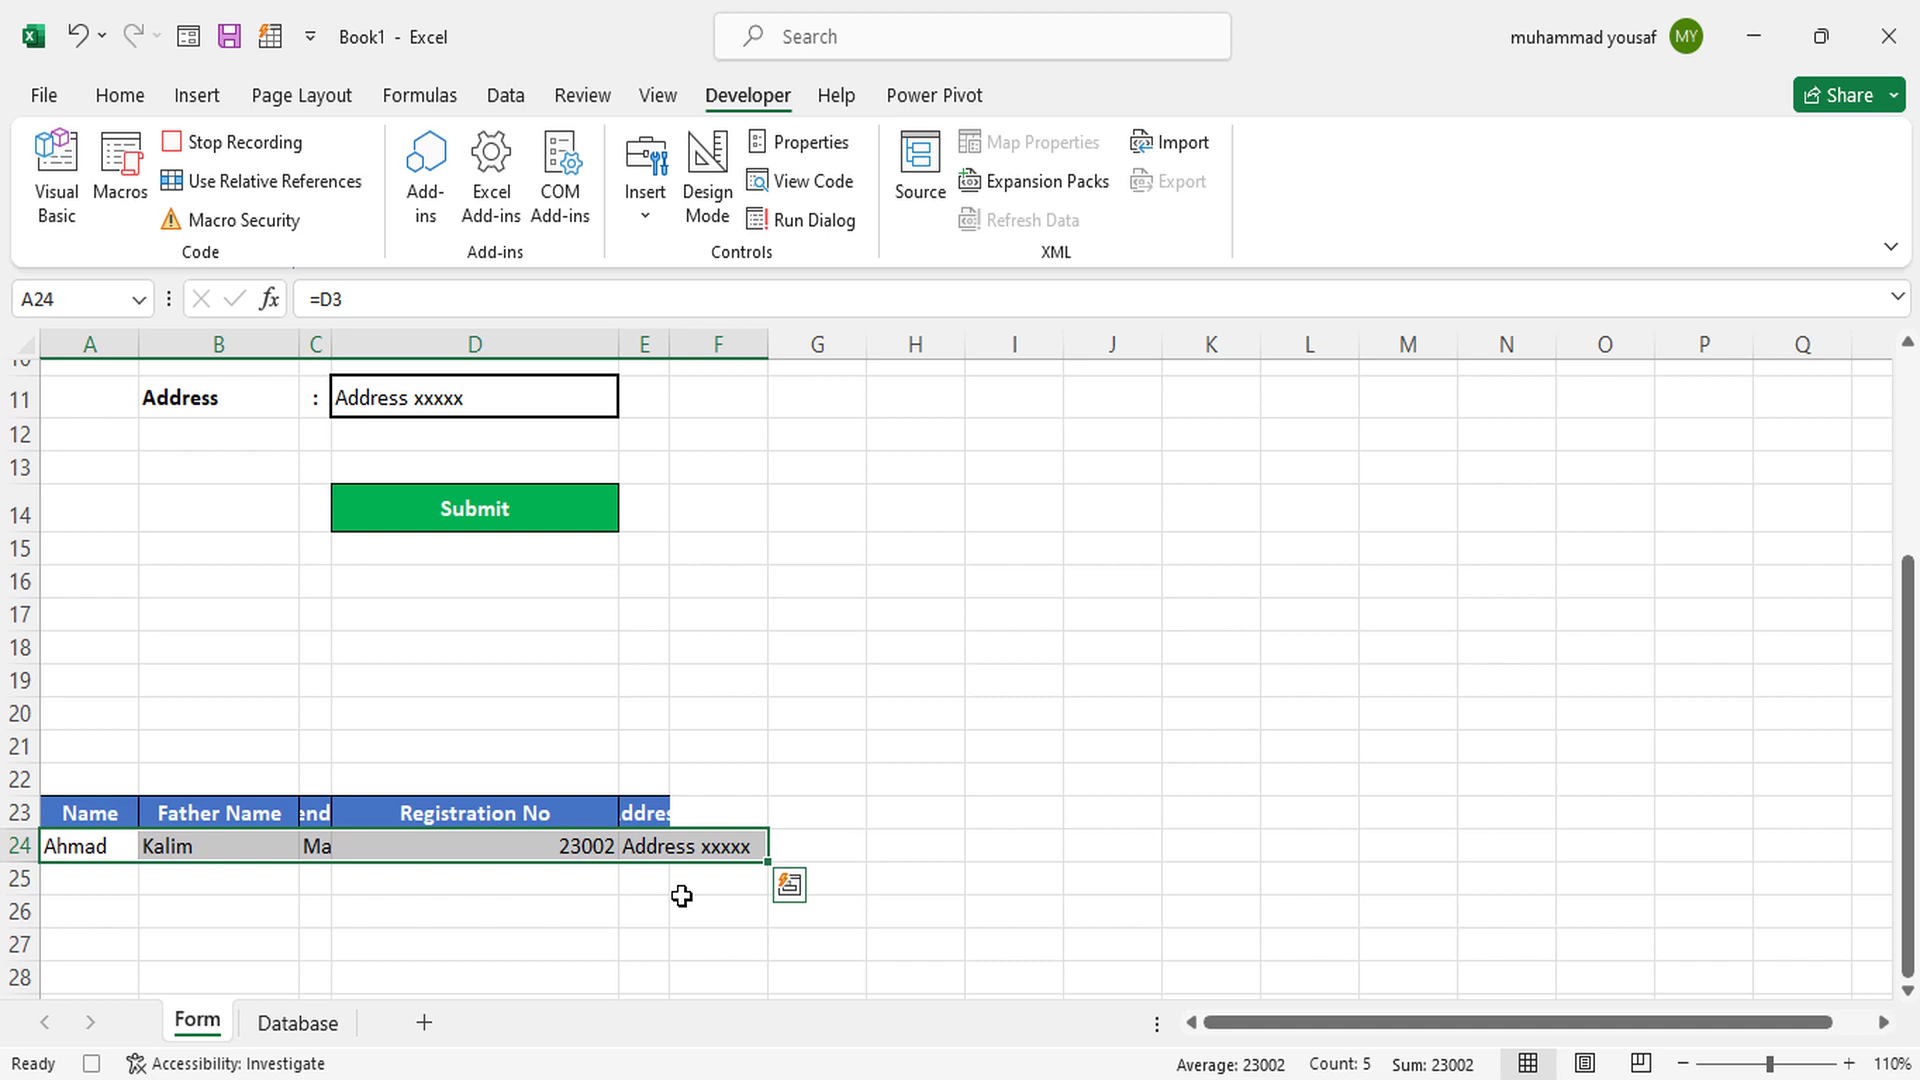 Book1 - Excel
Search
muhammad yousaf
MY
File
Home
Insert
Page Layout
Formulas
Data
Review
View
Developer
Help
Power Pivot
Share
Visual
Basic
Macros
Stop Recording
Use Relative References
Macro Security
Code
Add-
ins
Excel
Add-ins
COM
Add-ins
Add-ins
Insert
Design
Mode
Properties
View Code
Run Dialog
Controls
Source
Map Properties
Expansion Packs
Refresh Data
Import
Export
XML
A24
fx
=D3
A B C D E F G H I J K L M N O P Q
11 Address : Address xxxxx
12
13
14 Submit
15
16
17
18
19
20
21
22
23 Name Father Name end Registration No ddres
24 Ahmad Kalim Ma 23002 Address xxxxx
25
26
27
28
Form
Database
Ready
Accessibility: Investigate
Average: 23002
Count: 5
Sum: 23002
110%